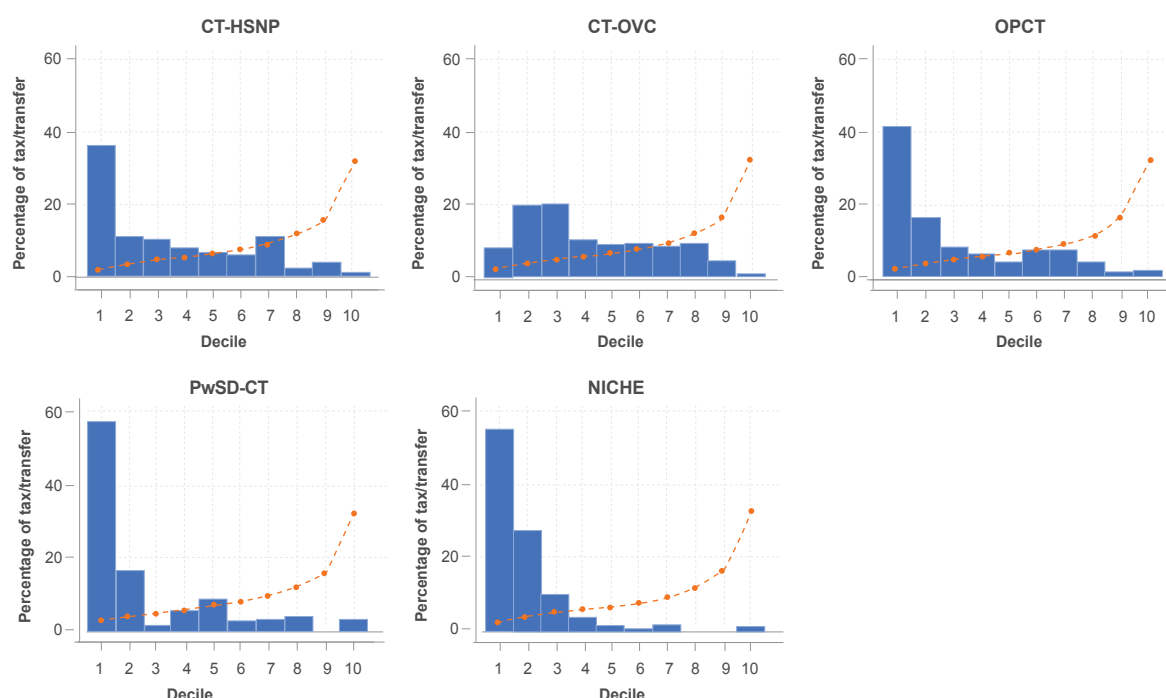 CT-HSNP
Percentage of tax/transfer
60
40
20
0
1 2 3 4 5 6 7 8 9 10
Decile
CT-OVC
Percentage of tax/transfer
60
40
20
0
1 2 3 4 5 6 7 8 9 10
Decile
OPCT
Percentage of tax/transfer
60
40
20
0
1 2 3 4 5 6 7 8 9 10
Decile
PwSD-CT
Percentage of tax/transfer
60
40
20
0
1 2 3 4 5 6 7 8 9 10
Decile
NICHE
Percentage of tax/transfer
60
40
20
0
1 2 3 4 5 6 7 8 9 10
Decile